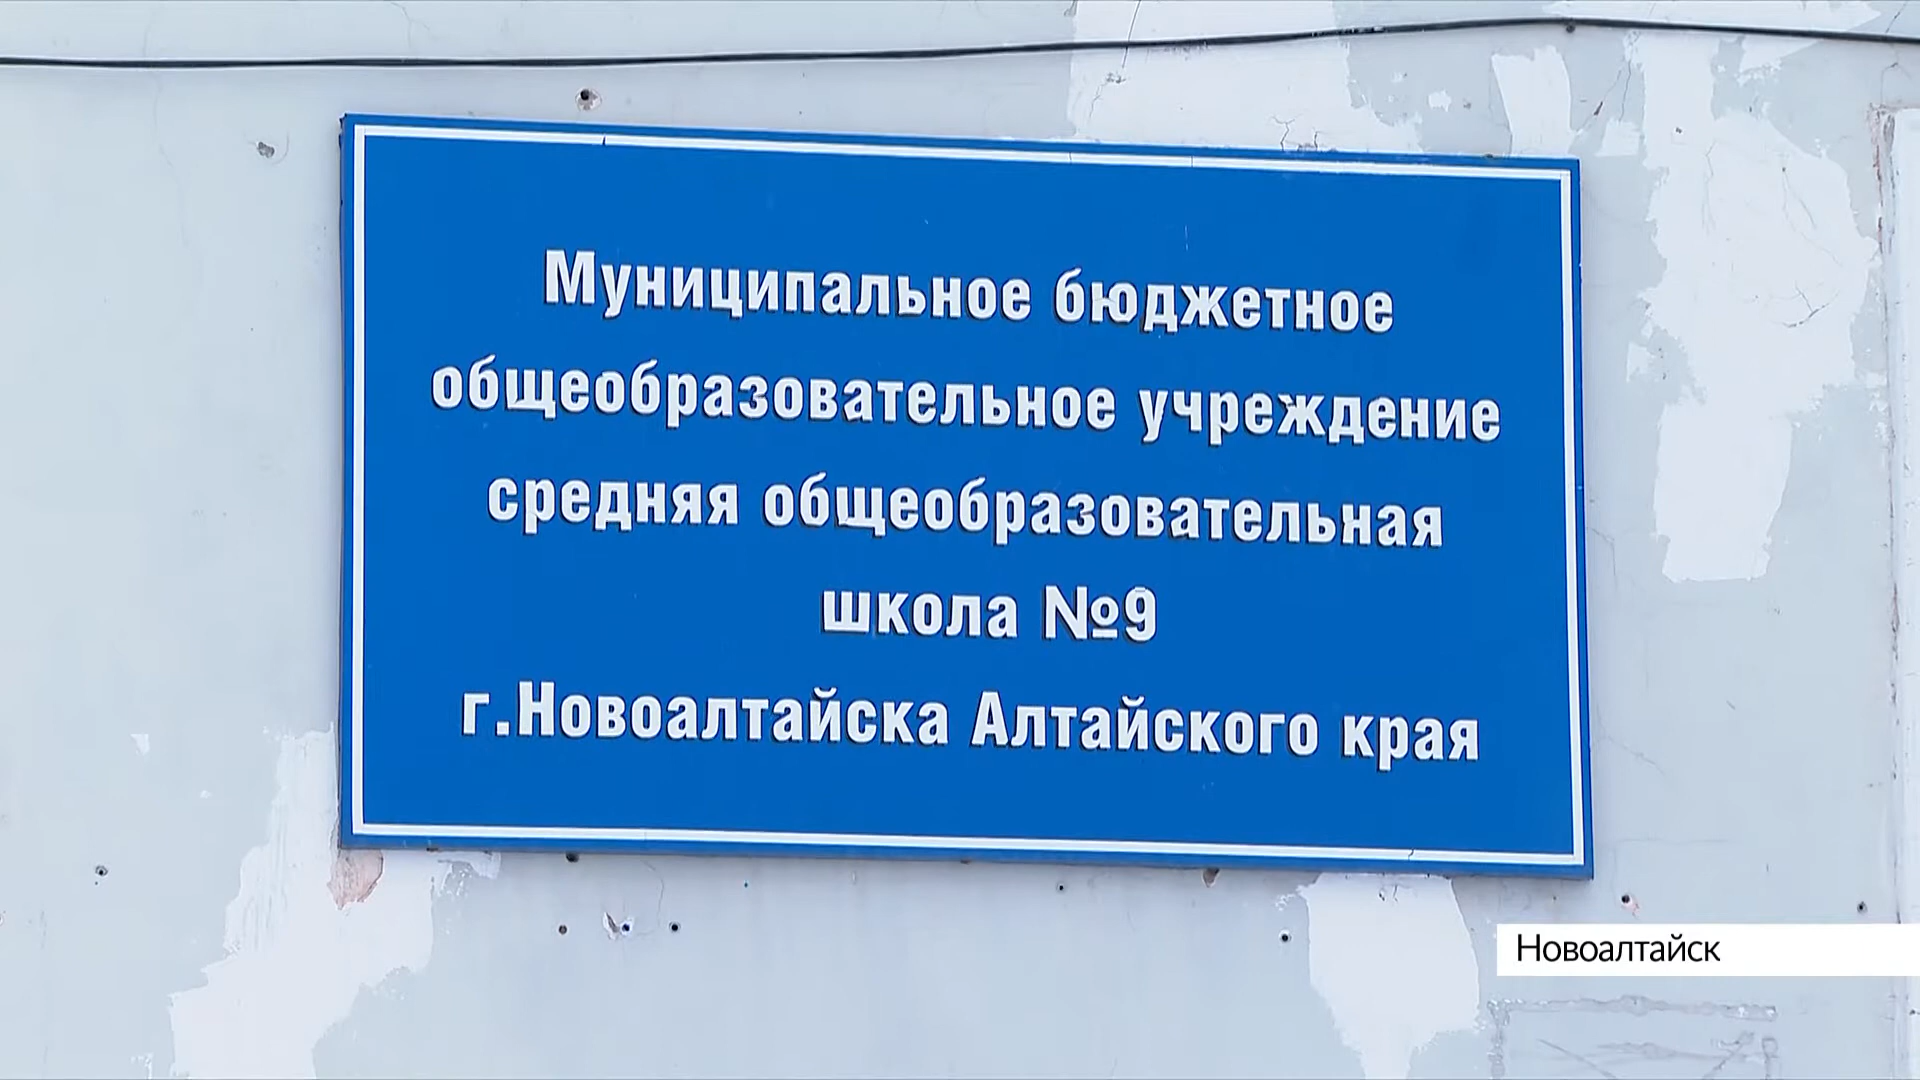 Муниципальное бюджетное
общеобразовательное учреждение
средняя общеобразовательная
школа №9
г.Новоалтайска Алтайского края
Новоалтайск